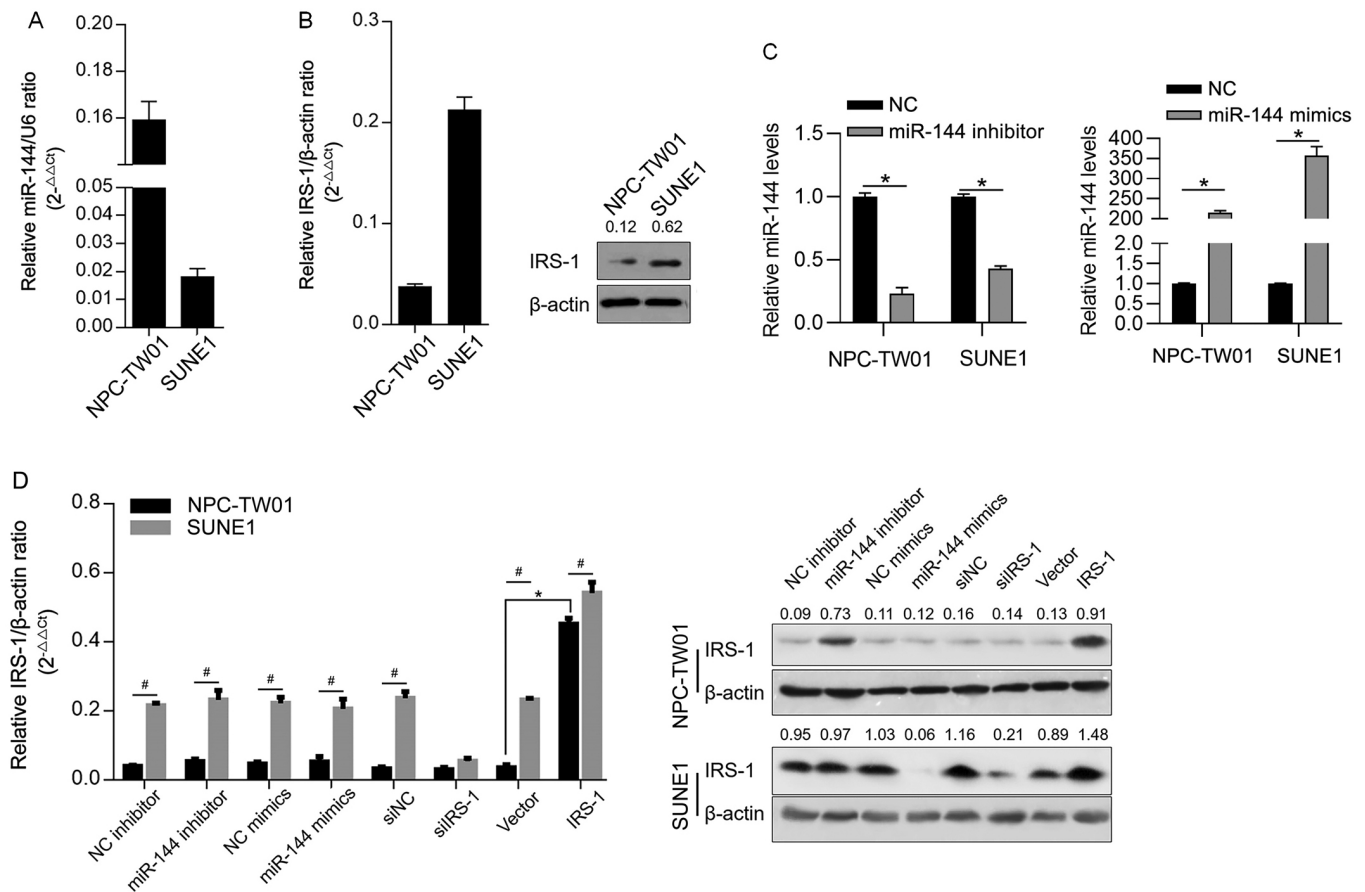 A
Relative miR-144/U6 ratio
(2-△△Ct)
0.20
0.18
0.16
0.05
0.04
0.03
0.02
0.01
0.00
NPC-TW01
SUNE1
B
Relative IRS-1/β-actin ratio
(2-△△Ct)
0.3
0.2
0.1
0.0
NPC-TW01
SUNE1
NPC-TW01
SUNE1
0.12 0.62
IRS-1
β-actin
C
NC
miR-144 inhibitor
Relative miR-144 levels
1.5
1.0
0.5
0.0
* *
NPC-TW01 SUNE1
NC
miR-144 mimics
Relative miR-144 levels
400
350
300
250
200
2.0
1.5
1.0
0.5
0.0
* *
NPC-TW01 SUNE1
D
NPC-TW01
SUNE1
Relative IRS-1/β-actin ratio
(2-△△Ct)
0.8
0.6
0.4
0.2
0.0
# # # # # # * #
NC inhibitor
miR-144 inhibitor
NC mimics
miR-144 mimics
siNC
siIRS-1
Vector
IRS-1
NC inhibitor
miR-144 inhibitor
NC mimics
miR-144 mimics
siNC
siIRS-1
Vector
IRS-1
NPC-TW01
0.09 0.73 0.11 0.12 0.16 0.14 0.13 0.91
IRS-1
β-actin
SUNE1
0.95 0.97 1.03 0.06 1.16 0.21 0.89 1.48
IRS-1
β-actin